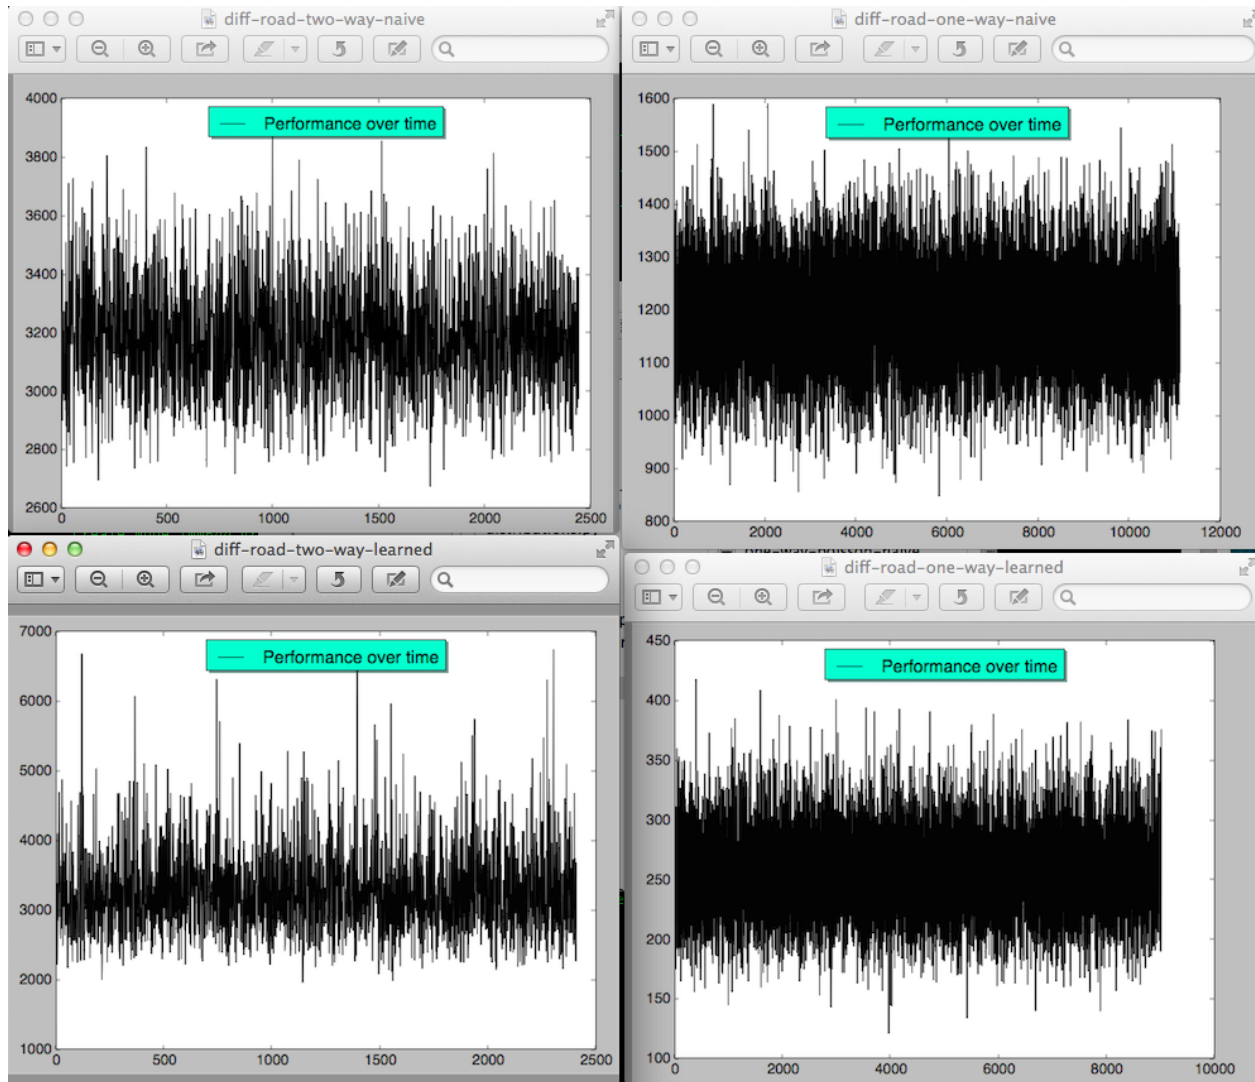 diff-road-two-way-naive
Performance over time
4000
3800
3600
3400
3200
3000
2800
2600
0 500 1000 1500 2000 2500
diff-road-one-way-naive
Performance over time
1600
1500
1400
1300
1200
1100
1000
900
800
0 2000 4000 6000 8000 10000 12000
diff-road-two-way-learned
Performance over time
7000
6000
5000
4000
3000
2000
1000
0 500 1000 1500 2000 2500
diff-road-one-way-learned
Performance over time
450
400
350
300
250
200
150
100
0 2000 4000 6000 8000 10000